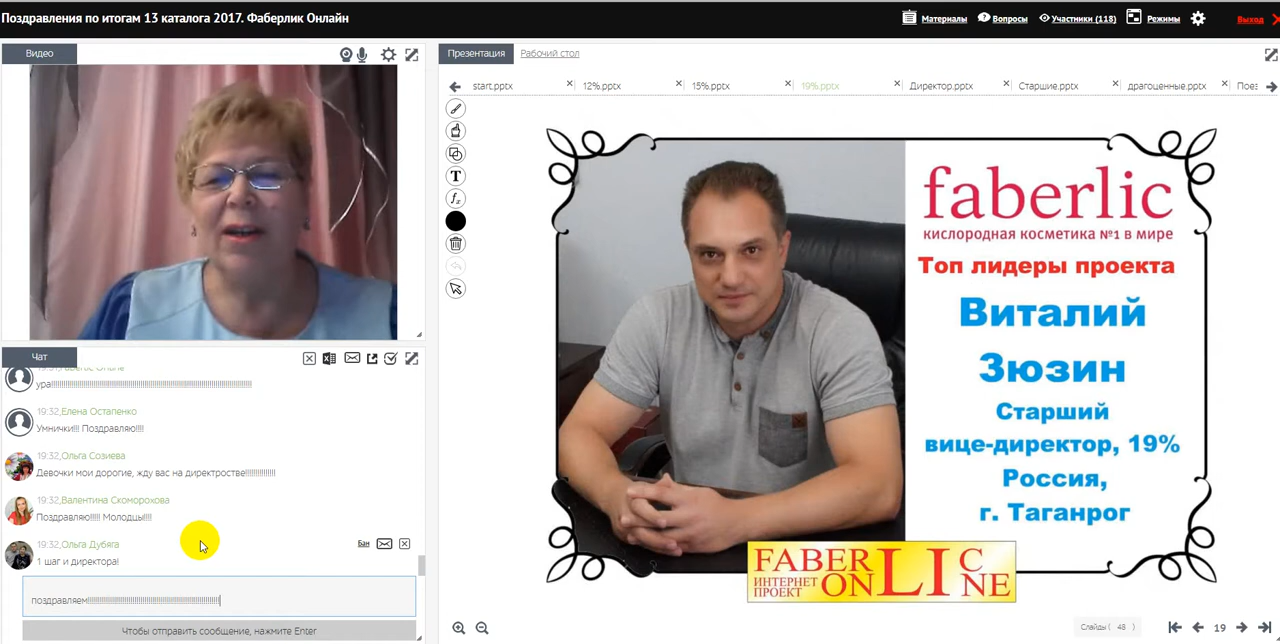 Поздравления по итогам 13 каталога 2017. Фаберлик Онлайн
Материалы
Вопросы
Участники (118)
Режимы
Выход
Видео
Презентация
Рабочий стол
start.pptx
12%.pptx
15%.pptx
19%.pptx
Директор.pptx
Старшие.pptx
драгоценные.pptx
T
fx
faberlic
кислородная косметика №1 в мире
Топ лидеры проекта
Виталий
Зюзин
Старший
вице-директор, 19%
Россия,
г. Таганрог
FABERLIC
ИНТЕРНЕТ
ПРОЕКТ
ONLINE
Чат
ура!!!!!!!!!!!!!!!!!!!!!!!!!!!!!!!!!!!!!!!!!!!!!!!!!!!!!!!!!!!!!!!!!!!!!!!!
19:32,Елена Остапенко
Умнички!!! Поздравляю!!!!
19:32,Ольга Созиева
Девочки мои дорогие, жду вас на директростве!!!!!!!!!!!!!!
19:32,Валентина Скоморохова
Поздравляю!!!!! Молодцы!!!!
19:32,Ольга Дубяга
Бан
1 шаг и директора!
поздравляем!!!!!!!!!!!!!!!!!!!!!!!!!!!!!!!!!!!!!!!!!!!!!!!!
Чтобы отправить сообщение, нажмите Enter
Слайды ( 48 )
19